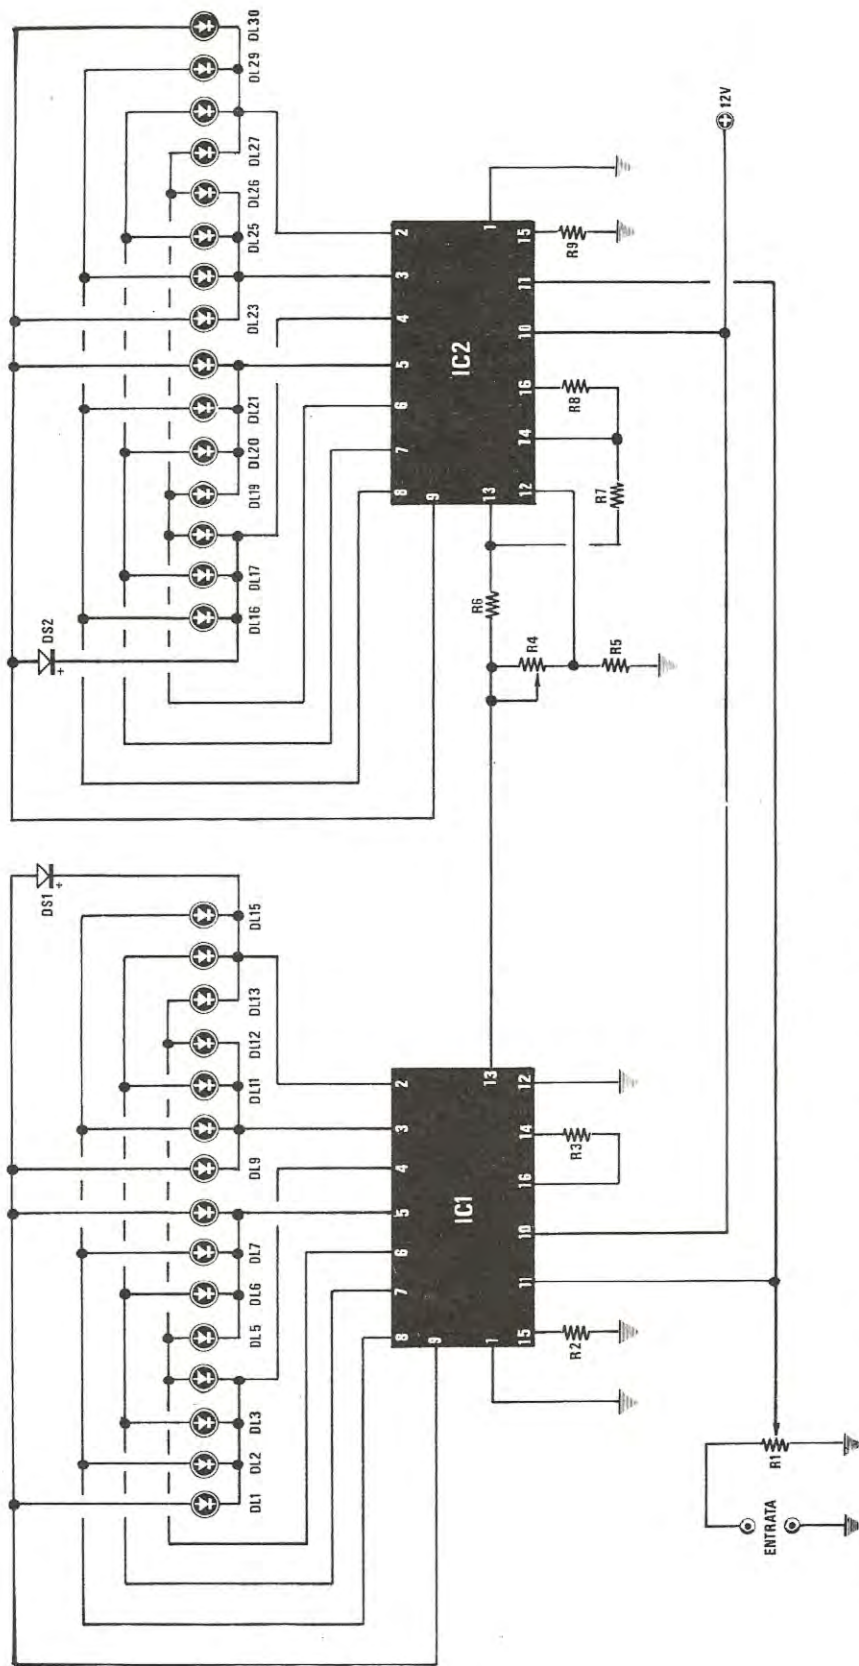 DS1
DS2
DL1
DL2
DL3
DL5
DL6
DL7
DL9
DL11
DL12
DL13
DL15
DL16
DL17
DL19
DL20
DL21
DL23
DL25
DL26
DL27
DL29
DL30
9
8
7
6
5
4
3
2
IC1
1
15
11
10
16
14
12
13
R2
R3
9
8
7
6
5
4
3
2
IC2
13
12
14
16
10
11
15
1
R6
R4
R5
R7
R8
R9
ENTRATA
R1
12V